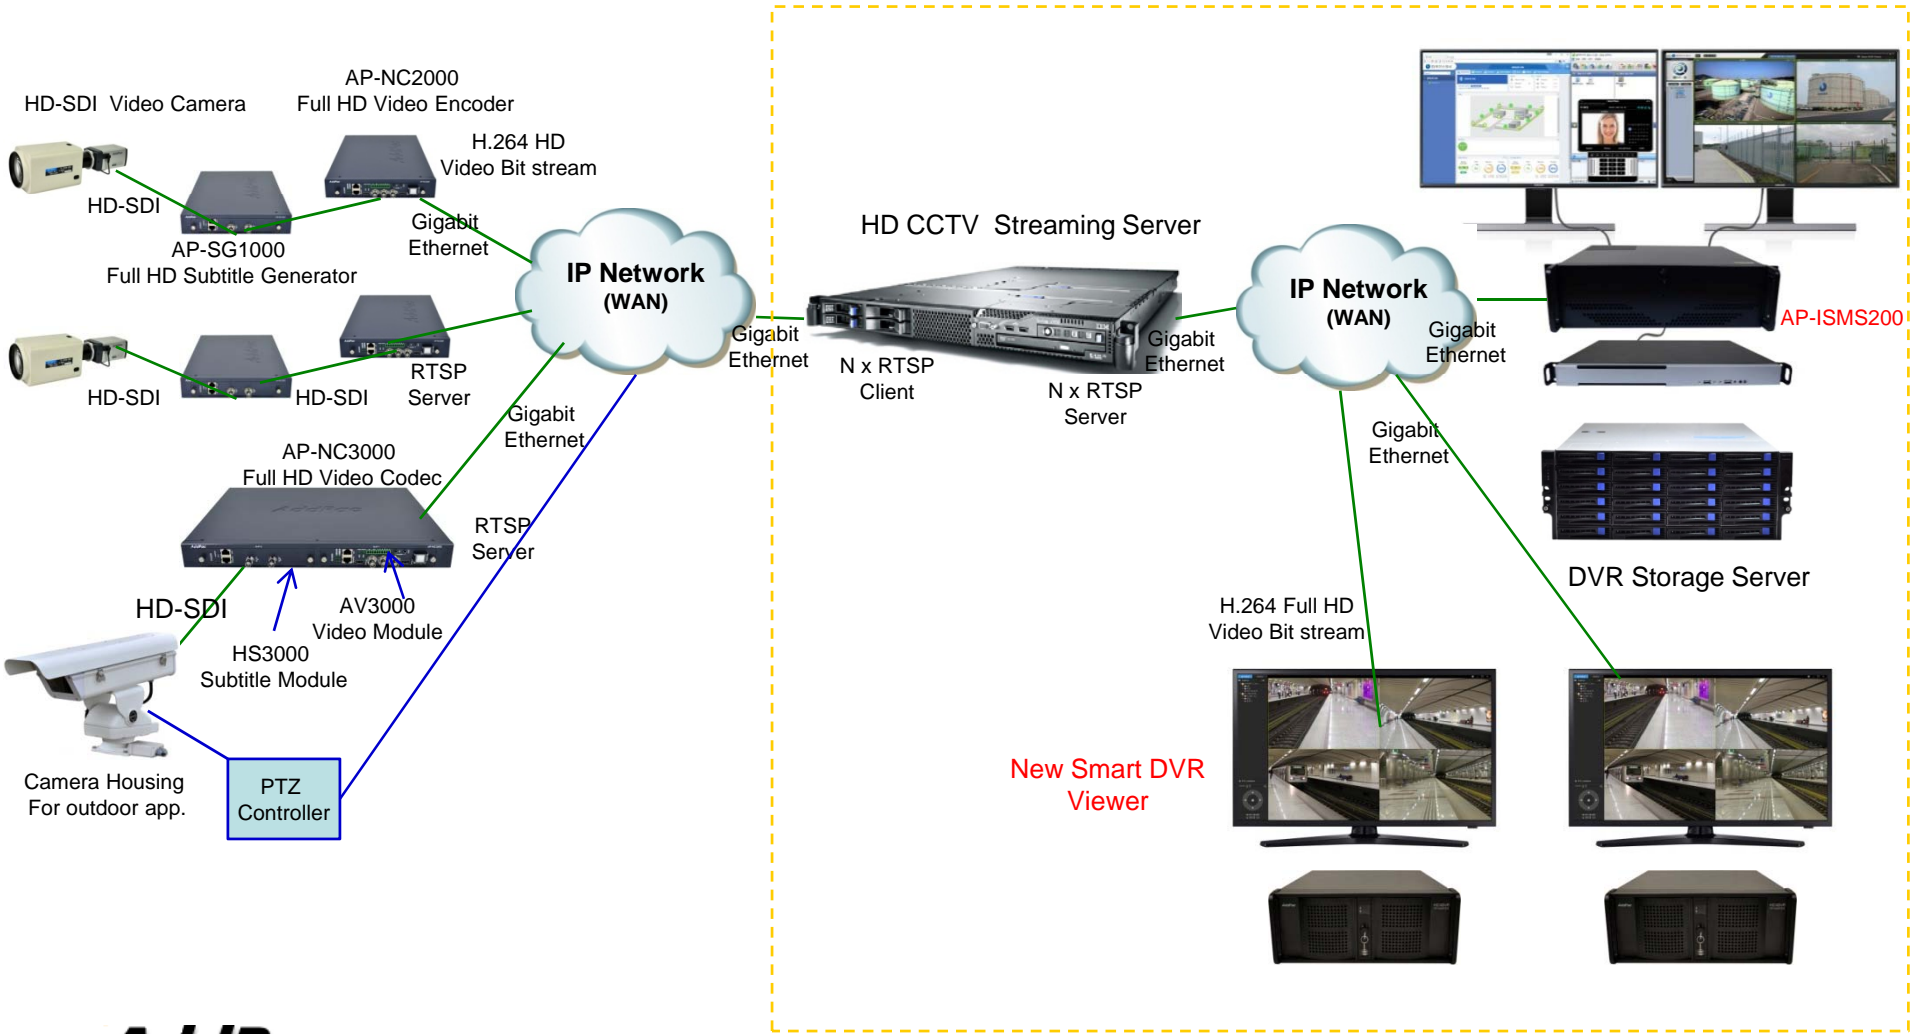 HD-SDI Video Camera
AP-NC2000
Full HD Video Encoder
H.264 HD
Video Bit stream
HD-SDI
Gigabit
Ethernet
AP-SG1000
Full HD Subtitle Generator
IP Network
(WAN)
HD-SDI
HD-SDI
RTSP
Server
Gigabit
Ethernet
AP-NC3000
Full HD Video Codec
RTSP
Server
HD-SDI
AV3000
Video Module
HS3000
Subtitle Module
Camera Housing
For outdoor app.
PTZ
Controller
Gigabit
Ethernet
HD CCTV Streaming Server
N x RTSP
Client
N x RTSP
Server
Gigabit
Ethernet
IP Network
(WAN)
Gigabit
Ethernet
AP-ISMS200
Gigabit
Ethernet
DVR Storage Server
H.264 Full HD
Video Bit stream
New Smart DVR
Viewer